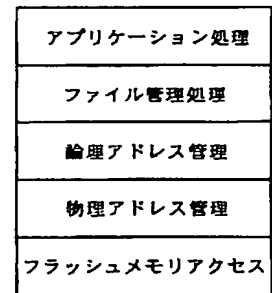 アプリケーション処理
ファイル管理処理
論理アドレス管理
物理アドレス管理
フラッシュメモリアクセス